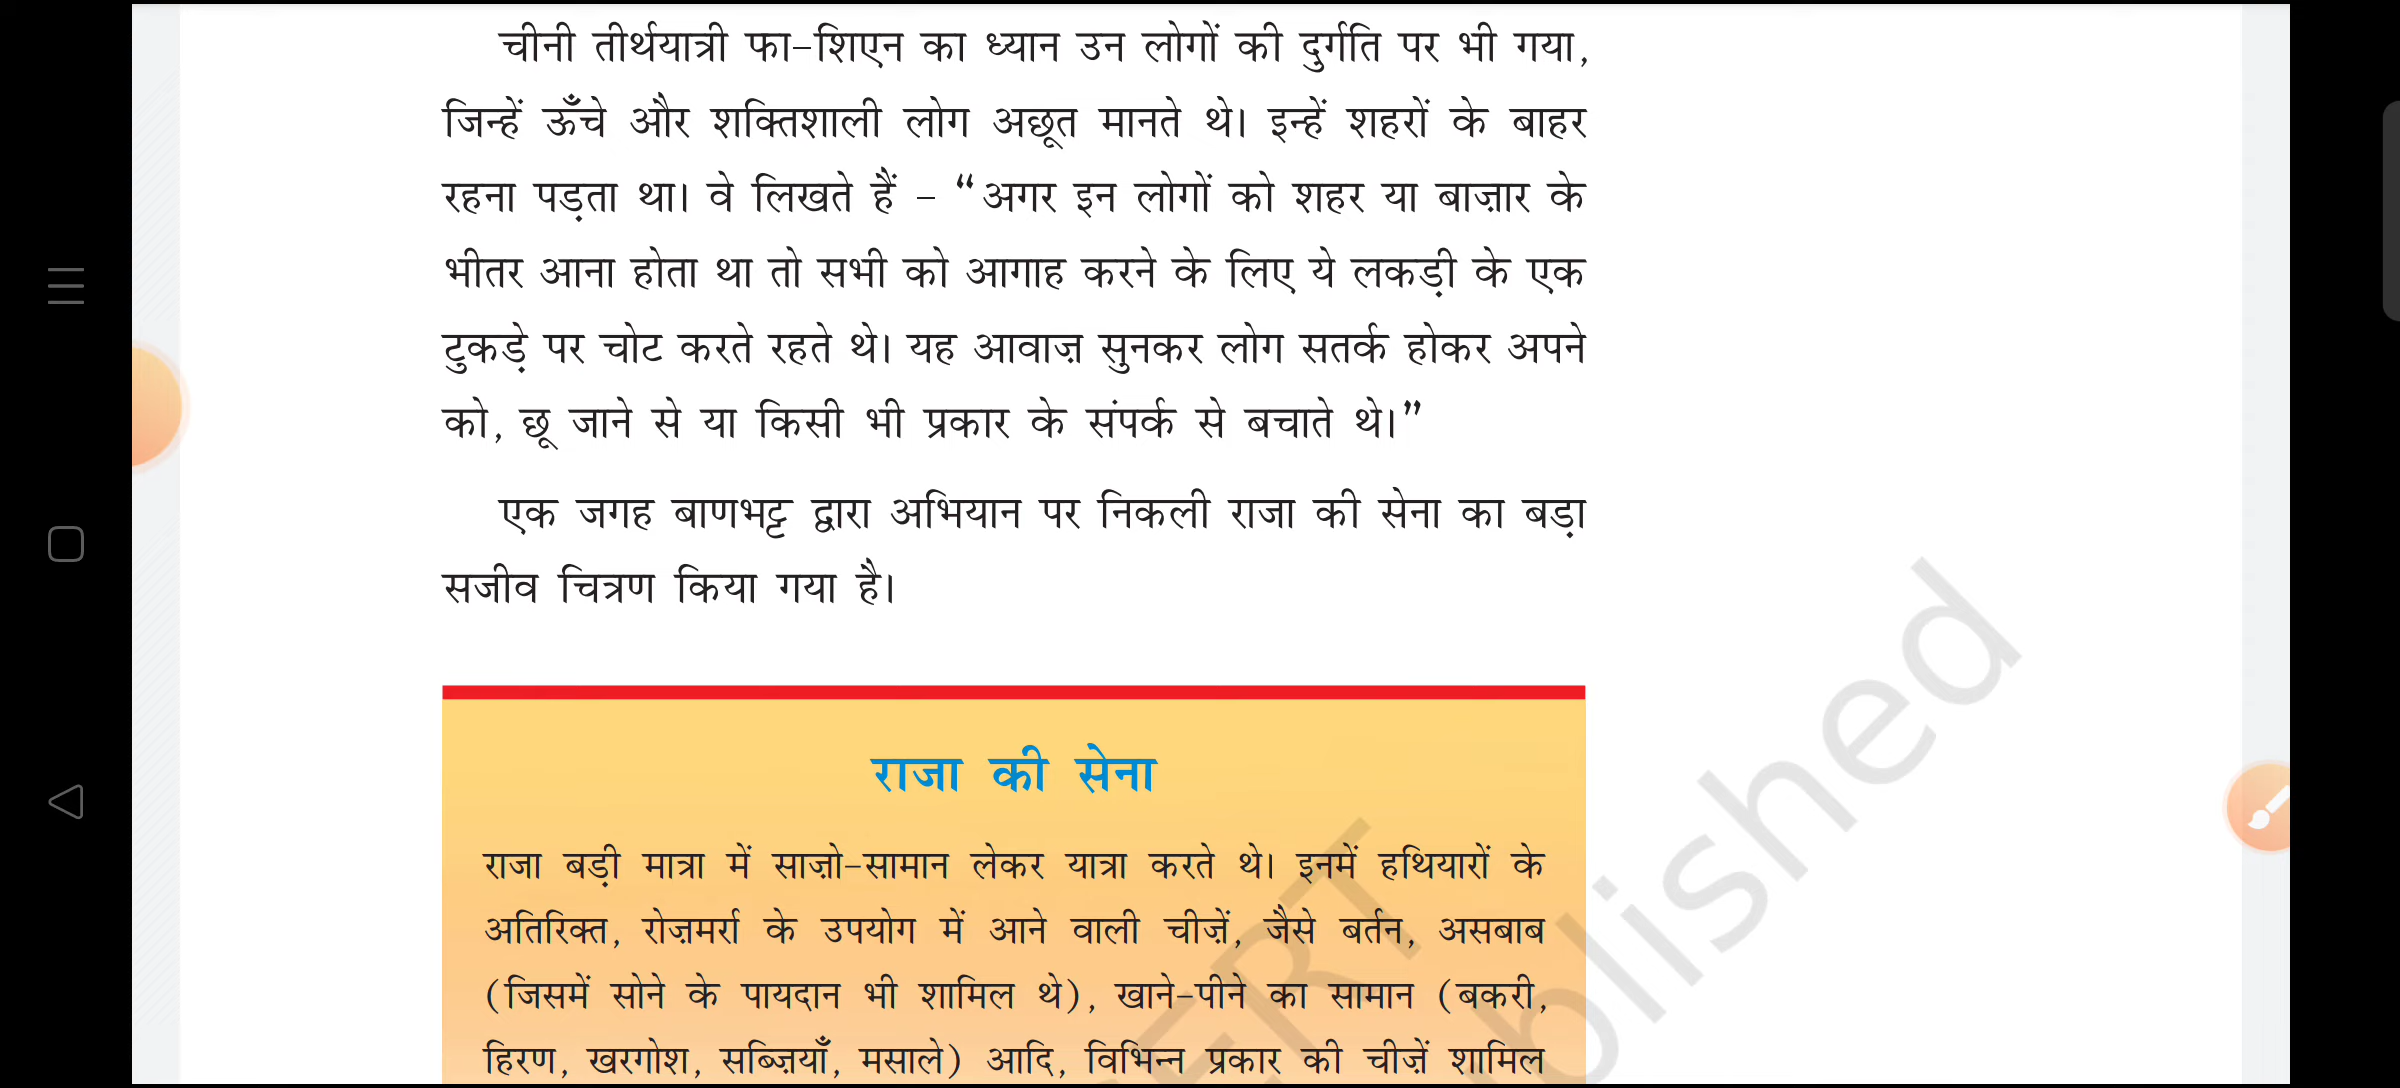 चीनी तीर्थयात्री फा-शिएन का ध्यान उन लोगों की दुर्गति पर भी गया,
जिन्हें ऊँचे और शक्तिशाली लोग अछूत मानते थे। इन्हें शहरों के बाहर
रहना पड़ता था। वे लिखते हैं – “अगर इन लोगों को शहर या बाज़ार के
भीतर आना होता था तो सभी को आगाह करने के लिए ये लकड़ी के एक
टुकड़े पर चोट करते रहते थे। यह आवाज़ सुनकर लोग सतर्क होकर अपने
को, छू जाने से या किसी भी प्रकार के संपर्क से बचाते थे।”
एक जगह बाणभट्ट द्वारा अभियान पर निकली राजा की सेना का बड़ा
सजीव चित्रण किया गया है।
राजा की सेना
राजा बड़ी मात्रा में साज़ो-सामान लेकर यात्रा करते थे। इनमें हथियारों के
अतिरिक्त, रोज़मर्रा के उपयोग में आने वाली चीज़ें, जैसे बर्तन, असबाब
(जिसमें सोने के पायदान भी शामिल थे), खाने-पीने का सामान (बकरी,
हिरण, खरगोश, सब्ज़ियाँ, मसाले) आदि, विभिन्न प्रकार की चीज़ें शामिल
ERT
blished